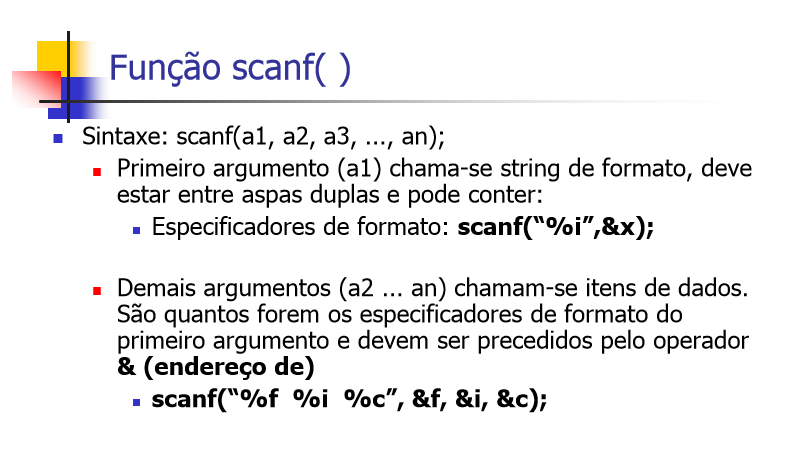 Função scanf( )
Sintaxe: scanf(a1, a2, a3, ..., an);
Primeiro argumento (a1) chama-se string de formato, deve
estar entre aspas duplas e pode conter:
Especificadores de formato: scanf(“%i”,&x);
Demais argumentos (a2 ... an) chamam-se itens de dados.
São quantos forem os especificadores de formato do
primeiro argumento e devem ser precedidos pelo operador
& (endereço de)
scanf(“%f  %i  %c”, &f, &i, &c);